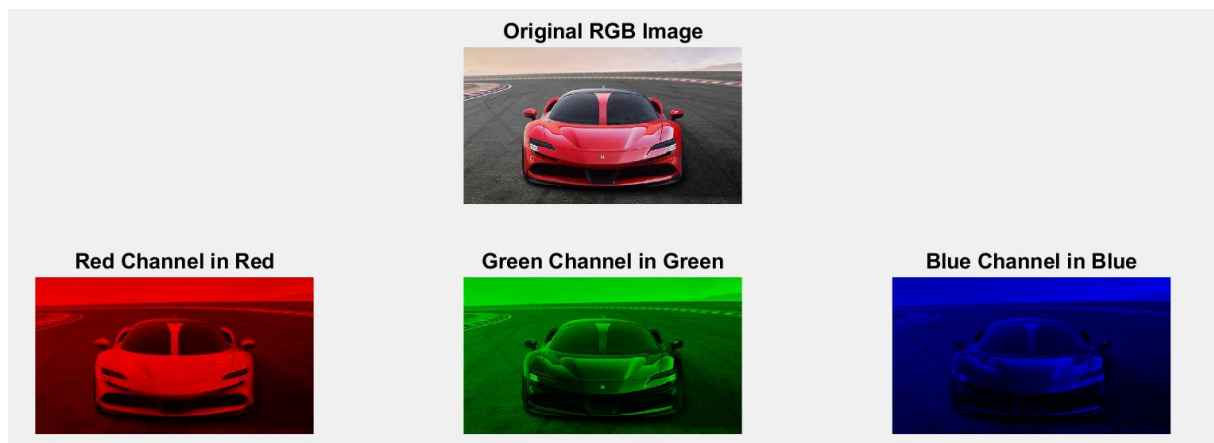 Original RGB Image
Red Channel in Red
Green Channel in Green
Blue Channel in Blue